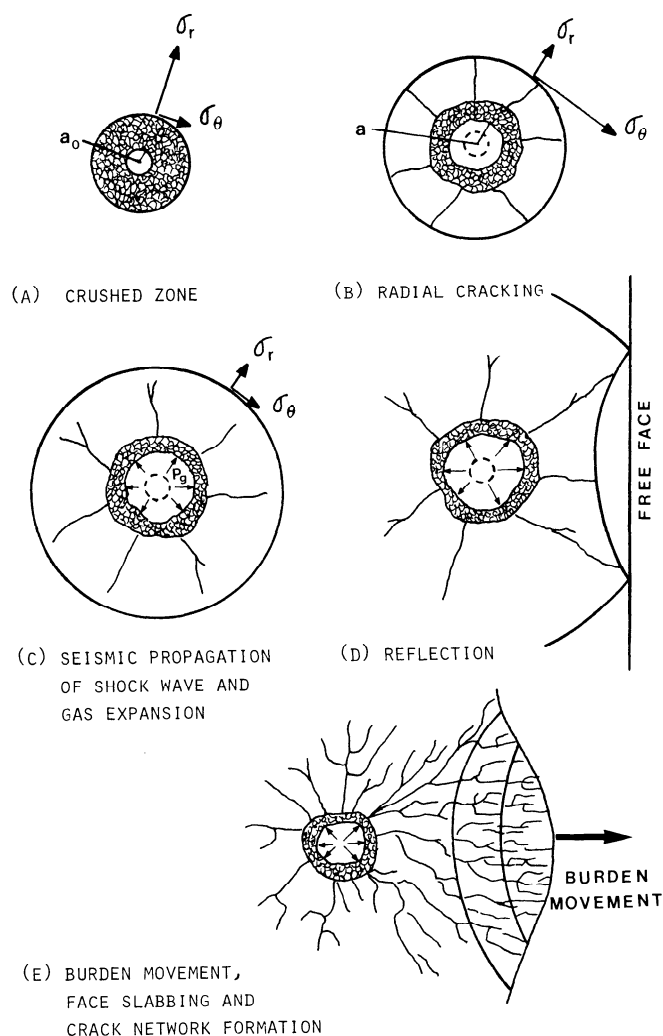 σr
σθ
a₀
(A) CRUSHED ZONE
σr
σθ
a
(B) RADIAL CRACKING
σr
σθ
Pg
(C) SEISMIC PROPAGATION
OF SHOCK WAVE AND
GAS EXPANSION
FREE FACE
(D) REFLECTION
BURDEN
MOVEMENT
(E) BURDEN MOVEMENT,
FACE SLABBING AND
CRACK NETWORK FORMATION